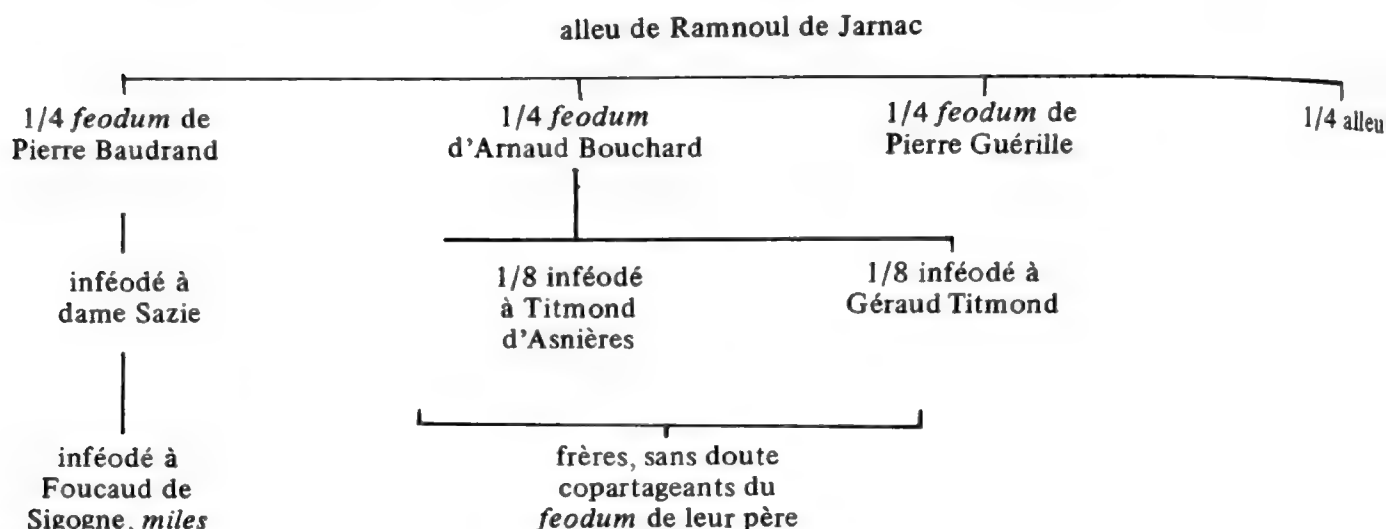 alleu de Ramnoul de Jarnac
1/4 feodum de
Pierre Baudrand
1/4 feodum
d'Arnaud Bouchard
1/4 feodum de
Pierre Guérille
1/4 alleu
inféodé à
dame Sazie
1/8 inféodé
à Titmond
d'Asnières
1/8 inféodé à
Géraud Titmond
inféodé à
Foucaud de
Sigogne, miles
frères, sans doute
copartageants du
feodum de leur père